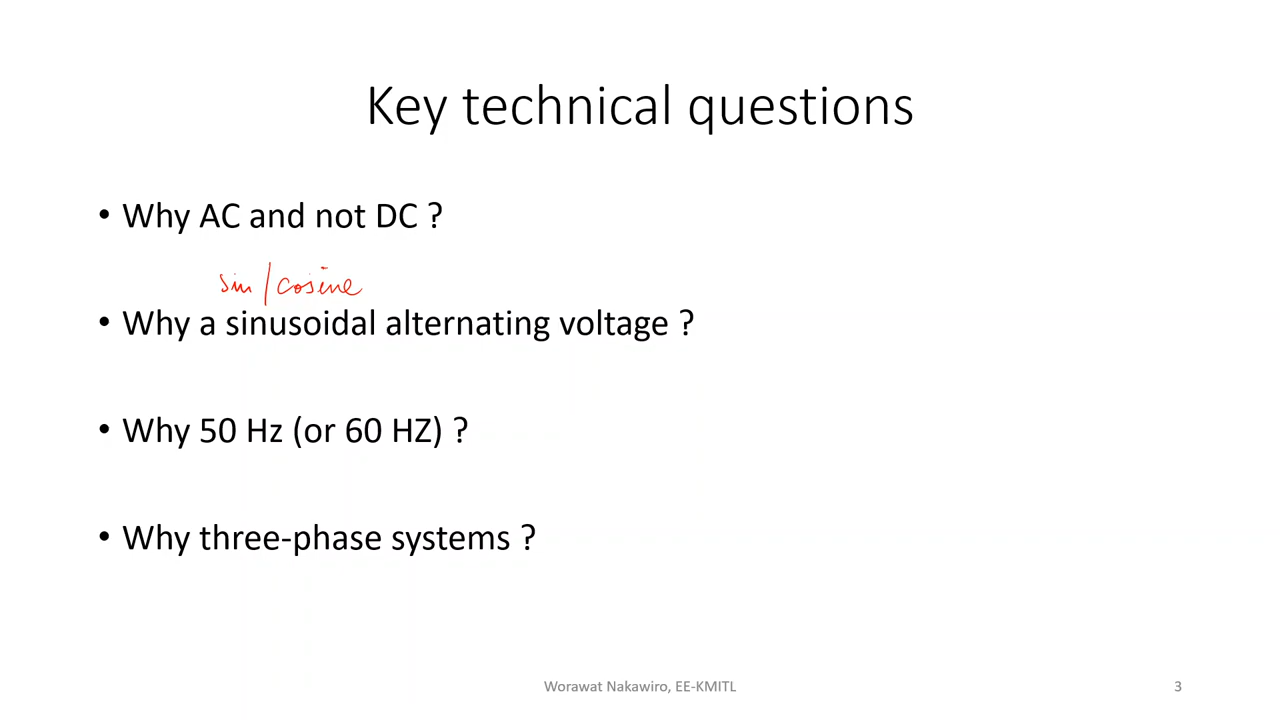 Key technical questions
• Why AC and not DC ?
sin/cosine
• Why a sinusoidal alternating voltage ?
• Why 50 Hz (or 60 HZ) ?
• Why three-phase systems ?
Worawat Nakawiro, EE-KMITL
3